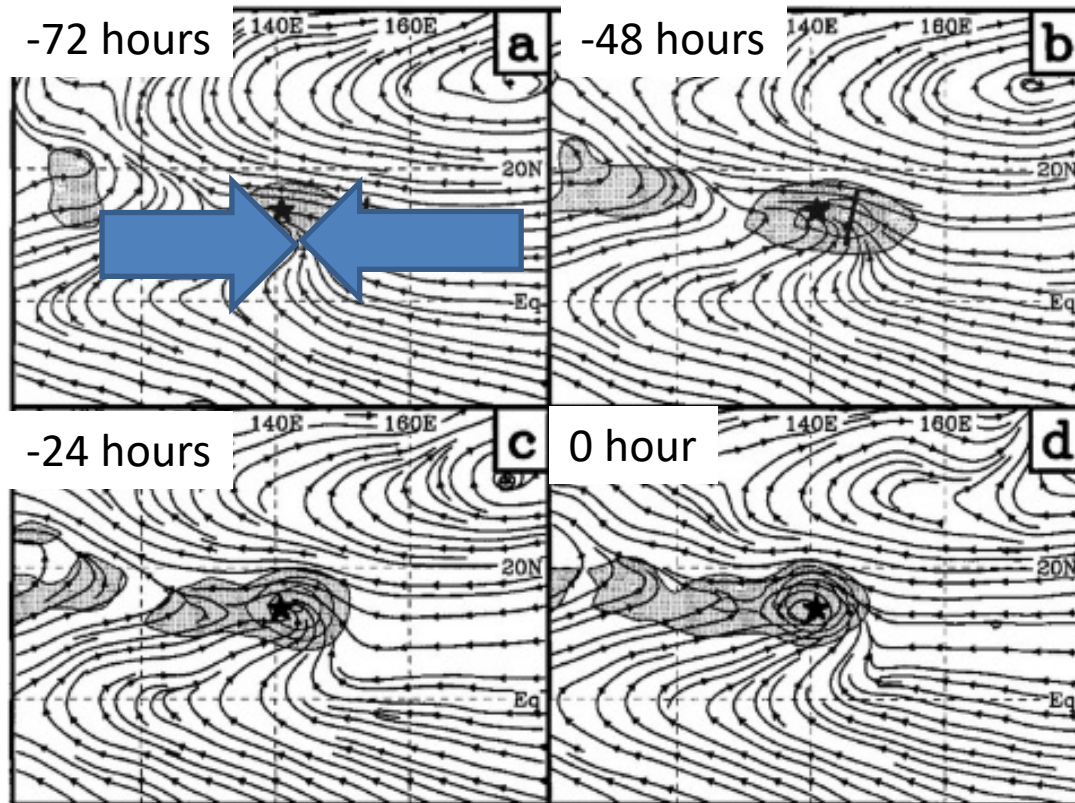 -72 hours
140E
160E
a
20N
Eq
-48 hours
140E
160E
b
20N
Eq
-24 hours
140E
160E
c
20N
Eq
0 hour
140E
160E
d
20N
Eq